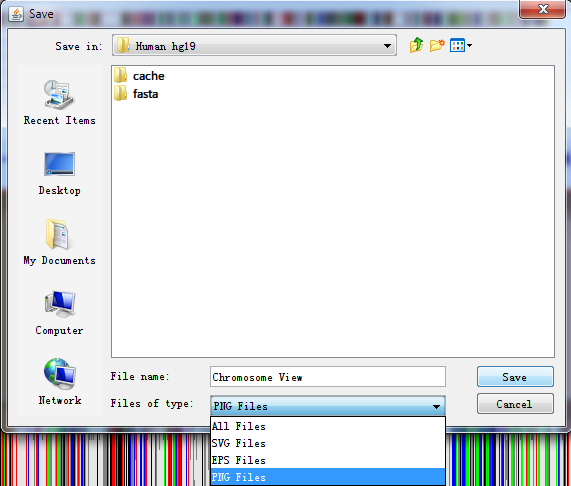 Save
Save in:
Human hg19
cache
fasta
Recent Items
Desktop
My Documents
Computer
Network
File name:
Chromosome View
Save
Files of type:
PNG Files
Cancel
All Files
SVG Files
EPS Files
PNG Files